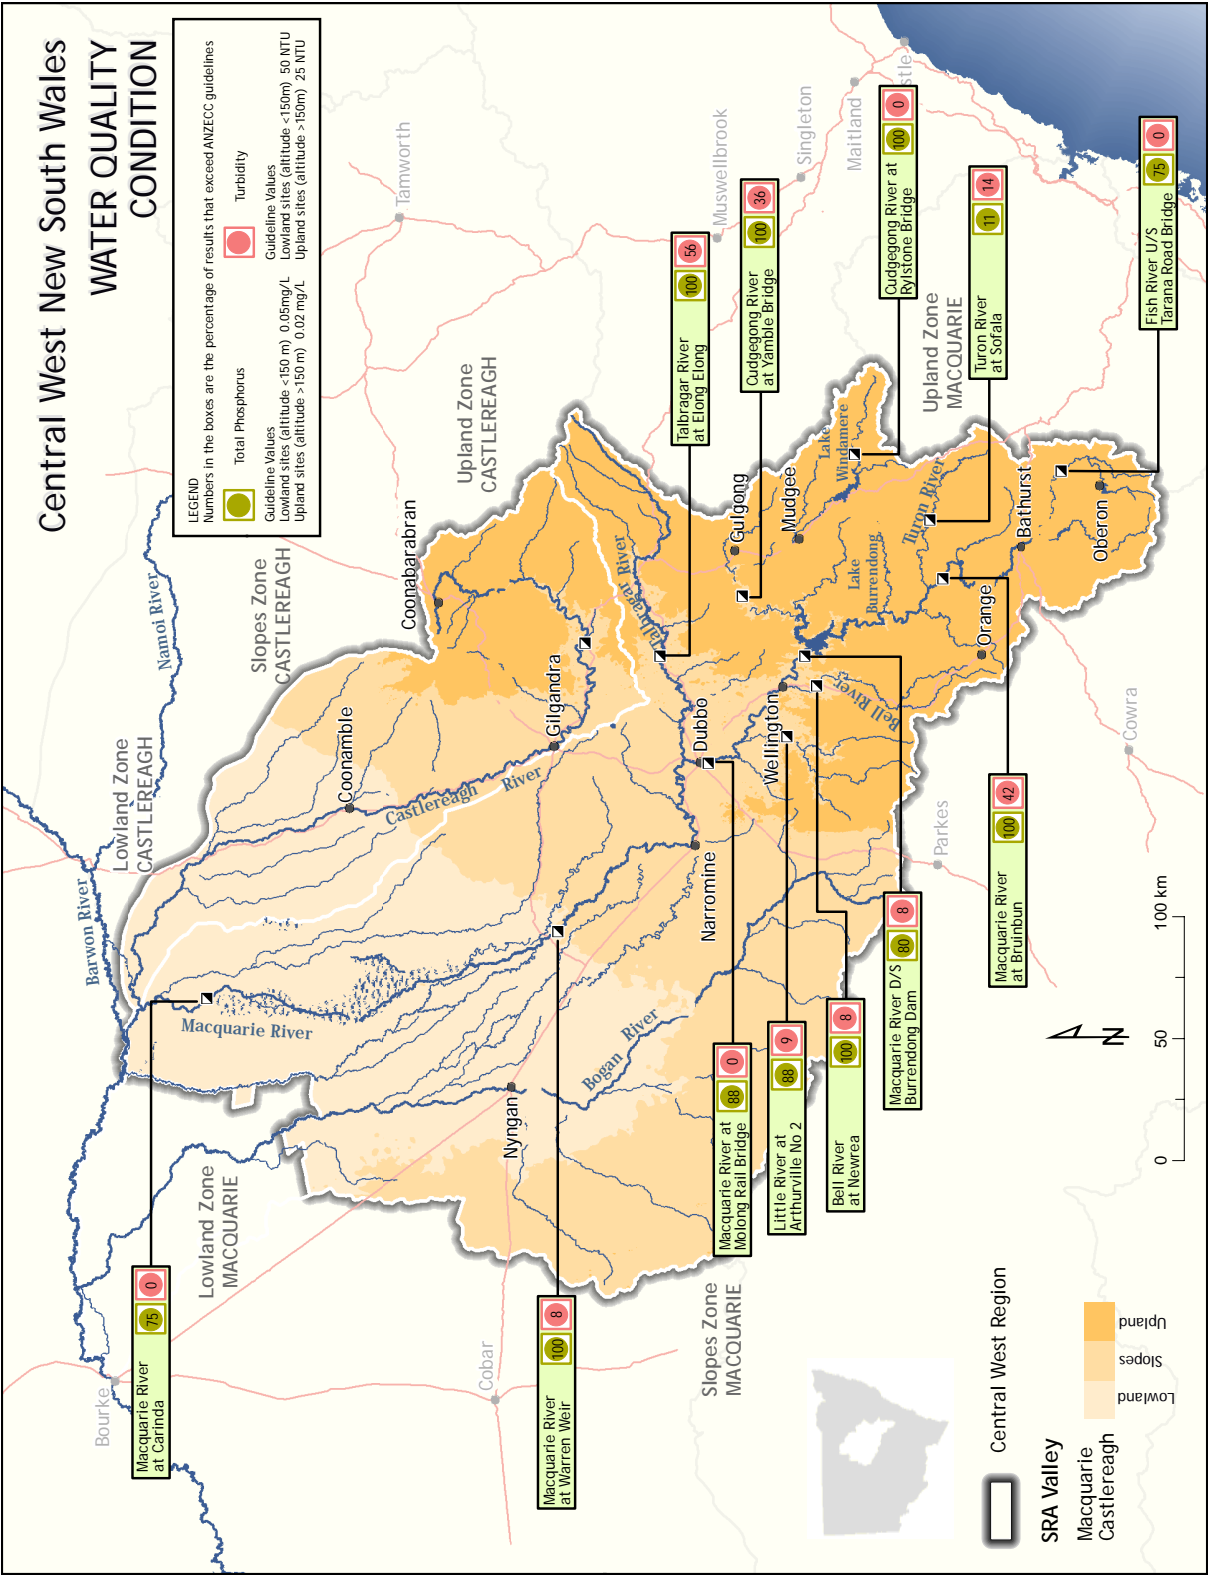 Central West New South Wales
WATER QUALITY
CONDITION
LEGEND
Numbers in the boxes are the percentage of results that exceed ANZECC guidelines
Total Phosphorus
Guideline Values
Lowland sites (altitude <150 m) 0.05mg/L
Upland sites (altitude >150 m) 0.02 mg/L
Turbidity
Guideline Values
Lowland sites (altitude <150m) 50 NTU
Upland sites (altitude >150m) 25 NTU
Bourke
Macquarie River
at Carinda
75
0
Barwon River
Lowland Zone
CASTLEREAGH
Namoi River
Lowland Zone
MACQUARIE
Macquarie River
Slopes Zone
CASTLEREAGH
Coonamble
Coonabarabran
Tamworth
Castlereagh River
Upland Zone
CASTLEREAGH
Cobar
Nyngan
Gilgandra
Macquarie River
at Warren Weir
100
8
Bogan River
Talbragar River
Talbragar River
at Elong Elong
100
56
Muswellbrook
Slopes Zone
MACQUARIE
Narromine
Dubbo
Gulgong
Macquarie River at
Molong Rail Bridge
88
0
Cudgegong River
at Yamble Bridge
100
36
Singleton
Wellington
Mudgee
Little River at
Arthurville No 2
88
9
Lake
Windamere
Maitland
Bell River
at Newrea
100
8
Bell River
Lake
Burrendong
Cudgegong River at
Rylstone Bridge
100
0
stle
Macquarie River D/S
Burrendong Dam
80
8
Turon River
Upland Zone
MACQUARIE
Parkes
Orange
Turon River
at Sofala
11
14
Macquarie River
at Bruinbun
100
42
Bathurst
Oberon
Cowra
Fish River U/S
Tarana Road Bridge
75
0
N
0
50
100 km
Central West Region
SRA Valley
Macquarie
Castlereagh
Lowland
Slopes
Upland